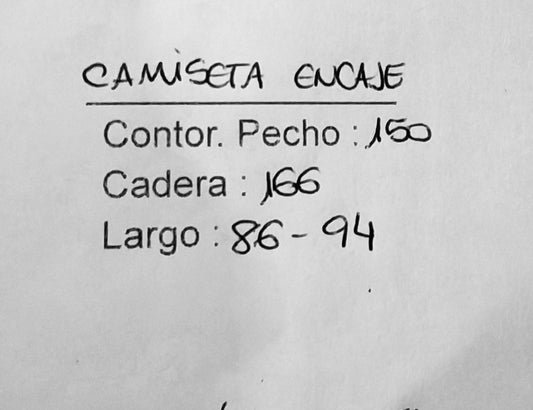 CAMISETA ENCAJE
Contor. Pecho : 150
Cadera : 166
Largo : 86 - 94